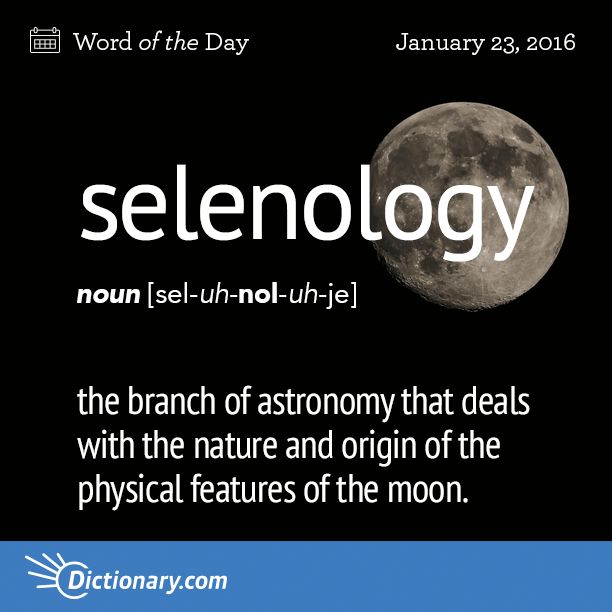 Word of the Day
January 23, 2016
selenology
noun [sel-uh-nol-uh-je]
the branch of astronomy that deals
with the nature and origin of the
physical features of the moon.
Dictionary.com